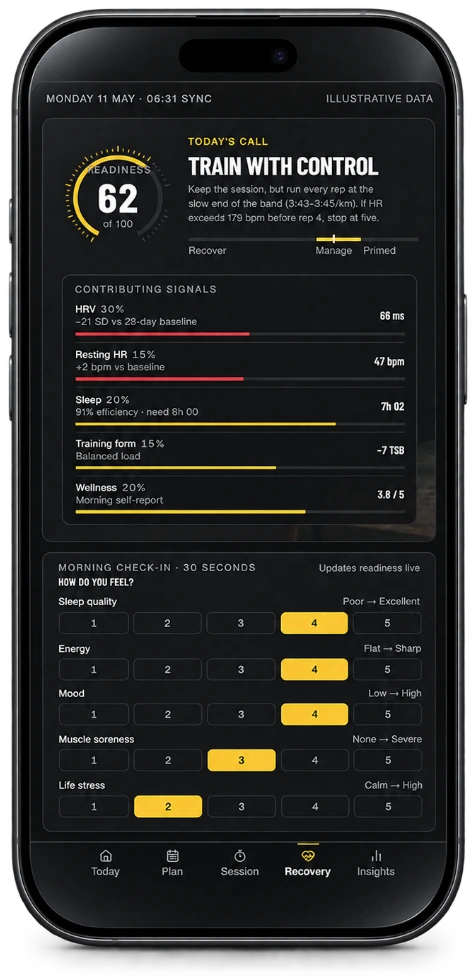 MONDAY 11 MAY · 06:31 SYNC
ILLUSTRATIVE DATA
READINESS
62
of 100
TODAY'S CALL
TRAIN WITH CONTROL
Keep the session, but run every rep at the
slow end of the band (3:43–3:45/km). If HR
exceeds 179 bpm before rep 4, stop at five.
Recover
Manage
Primed
CONTRIBUTING SIGNALS
HRV 30%
–21 SD vs 28-day baseline
66 ms
Resting HR 15%
+2 bpm vs baseline
47 bpm
Sleep 20%
91% efficiency · need 8h 00
7h 02
Training form 15%
Balanced load
–7 TSB
Wellness 20%
Morning self-report
3.8 / 5
MORNING CHECK-IN · 30 SECONDS
Updates readiness live
HOW DO YOU FEEL?
Sleep quality
Poor → Excellent
1 2 3 4 5
Energy
Flat → Sharp
1 2 3 4 5
Mood
Low → High
1 2 3 4 5
Muscle soreness
None → Severe
1 2 3 4 5
Life stress
Calm → High
1 2 3 4 5
Today
Plan
Session
Recovery
Insights